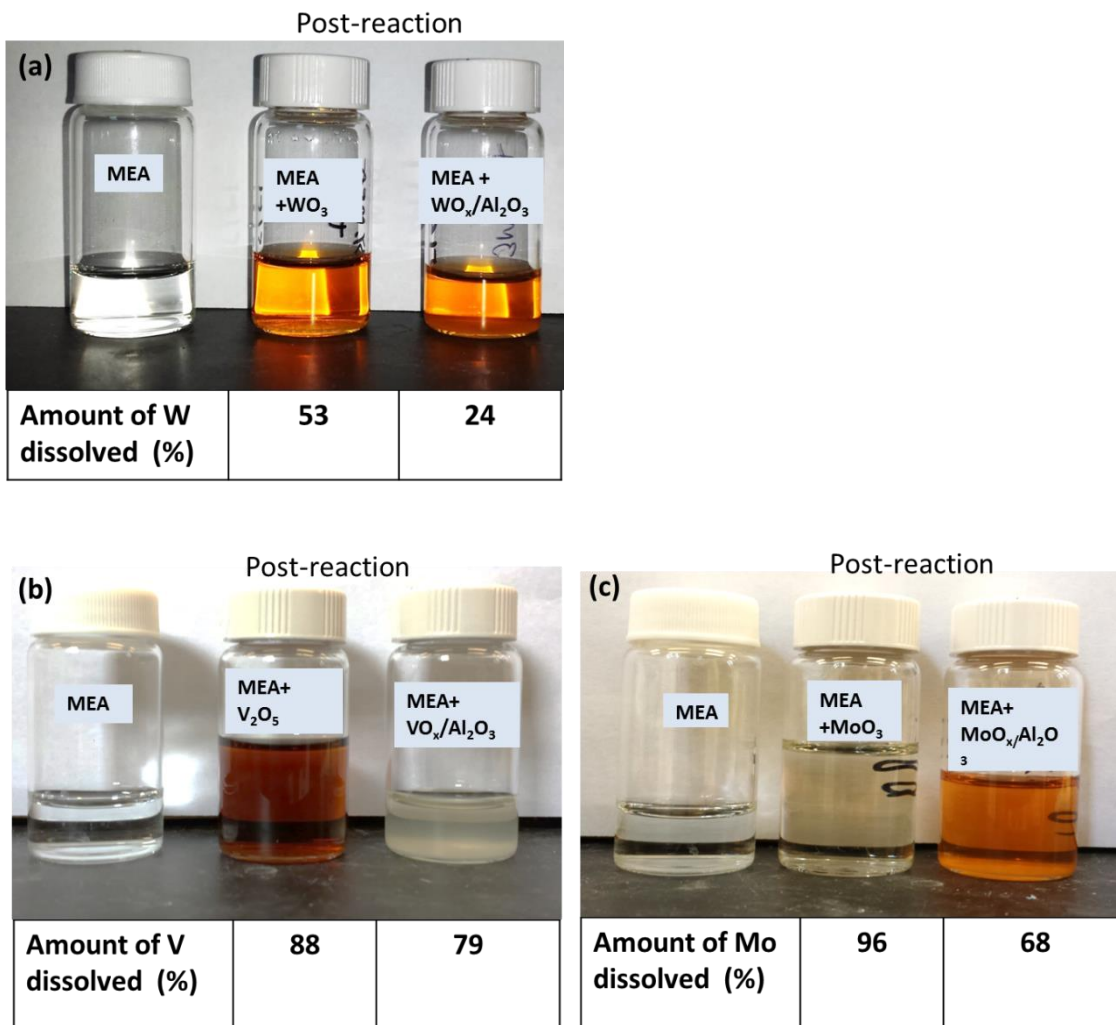 Post-reaction
(a)
MEA
MEA
+WO₃
MEA +
WOₓ/Al₂O₃
Amount of W
dissolved (%)
53
24
Post-reaction
(b)
MEA
MEA+
V₂O₅
MEA+
VOₓ/Al₂O₃
Amount of V
dissolved (%)
88
79
Post-reaction
(c)
MEA
MEA
+MoO₃
MEA+
MoOₓ/Al₂O
₃
Amount of Mo
dissolved (%)
96
68